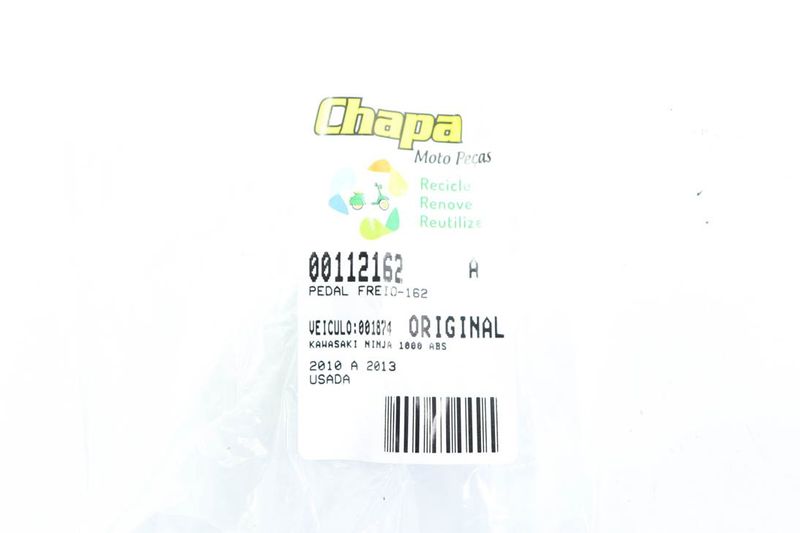 Chapa
Moto Peças
Recicle
Renove
Reutilize
00112162 A
PEDAL FREIO-162
VEICULO:001874 ORIGINAL
KAWASAKI NINJA 1000 ABS
2010 A 2013
USADA